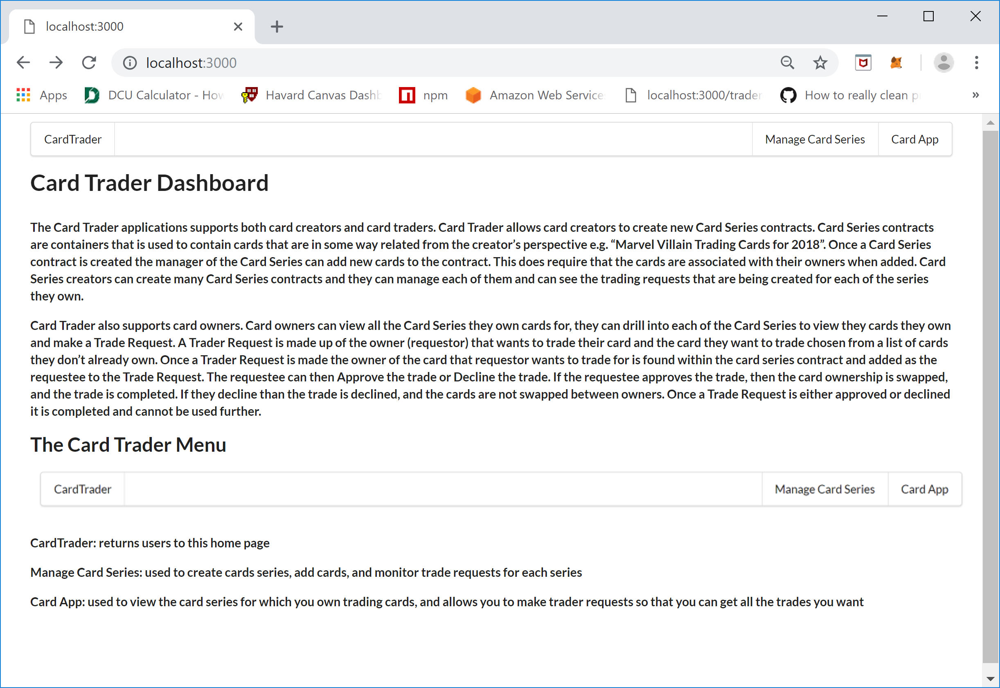 localhost:3000
localhost:3000
Apps
DCU Calculator - How
Havard Canvas Dashb
npm
Amazon Web Services
localhost:3000/trader
How to really clean p
»
CardTrader
Manage Card Series
Card App
Card Trader Dashboard
The Card Trader applications supports both card creators and card traders. Card Trader allows card creators to create new Card Series contracts. Card Series contracts
are containers that is used to contain cards that are in some way related from the creator’s perspective e.g. “Marvel Villain Trading Cards for 2018”. Once a Card Series
contract is created the manager of the Card Series can add new cards to the contract. This does require that the cards are associated with their owners when added. Card
Series creators can create many Card Series contracts and they can manage each of them and can see the trading requests that are being created for each of the series
they own.
Card Trader also supports card owners. Card owners can view all the Card Series they own cards for, they can drill into each of the Card Series to view they cards they own
and make a Trade Request. A Trader Request is made up of the owner (requestor) that wants to trade their card and the card they want to trade chosen from a list of cards
they don’t already own. Once a Trader Request is made the owner of the card that requestor wants to trade for is found within the card series contract and added as the
requestee to the Trade Request. The requestee can then Approve the trade or Decline the trade. If the requestee approves the trade, then the card ownership is swapped,
and the trade is completed. If they decline than the trade is declined, and the cards are not swapped between owners. Once a Trade Request is either approved or declined
it is completed and cannot be used further.
The Card Trader Menu
CardTrader
Manage Card Series
Card App
CardTrader: returns users to this home page
Manage Card Series: used to create cards series, add cards, and monitor trade requests for each series
Card App: used to view the card series for which you own trading cards, and allows you to make trader requests so that you can get all the trades you want